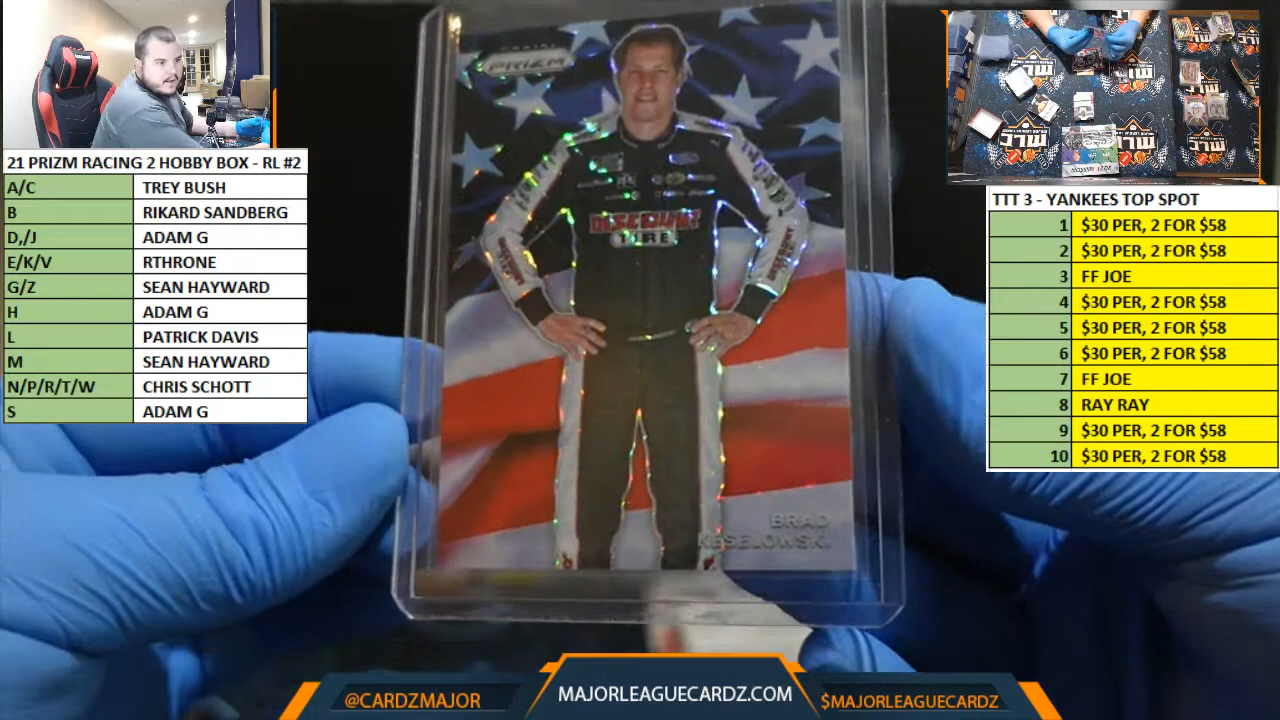 21 PRIZM RACING 2 HOBBY BOX - RL #2
A/C TREY BUSH
B RIKARD SANDBERG
D,/J ADAM G
E/K/V RTHRONE
G/Z SEAN HAYWARD
H ADAM G
L PATRICK DAVIS
M SEAN HAYWARD
N/P/R/T/W CHRIS SCHOTT
S ADAM G
PANINI
PRIZM
DISCOUNT
TIRE
BRAD
KESELOWSKI
TTT 3 - YANKEES TOP SPOT
1 $30 PER, 2 FOR $58
2 $30 PER, 2 FOR $58
3 FF JOE
4 $30 PER, 2 FOR $58
5 $30 PER, 2 FOR $58
6 $30 PER, 2 FOR $58
7 FF JOE
8 RAY RAY
9 $30 PER, 2 FOR $58
10 $30 PER, 2 FOR $58
@CARDZMAJOR
MAJORLEAGUECARDZ.COM
$MAJORLEAGUECARDZ